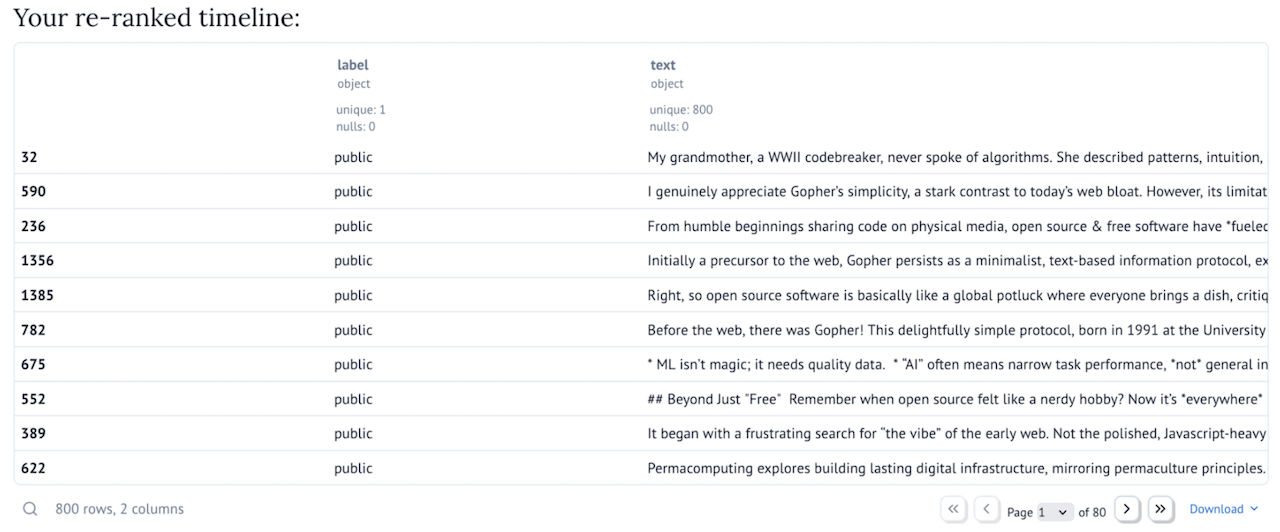 Your re-ranked timeline:
label text
object object
unique: 1 unique: 800
nulls: 0 nulls: 0
32 public My grandmother, a WWII codebreaker, never spoke of algorithms. She described patterns, intuition,
590 public I genuinely appreciate Gopher’s simplicity, a stark contrast to today’s web bloat. However, its limitat
236 public From humble beginnings sharing code on physical media, open source & free software have *fueled
1356 public Initially a precursor to the web, Gopher persists as a minimalist, text-based information protocol, ex
1385 public Right, so open source software is basically like a global potluck where everyone brings a dish, critiq
782 public Before the web, there was Gopher! This delightfully simple protocol, born in 1991 at the University
675 public * ML isn’t magic; it needs quality data. * “AI” often means narrow task performance, *not* general in
552 public ## Beyond Just "Free" Remember when open source felt like a nerdy hobby? Now it’s *everywhere*
389 public It began with a frustrating search for “the vibe” of the early web. Not the polished, Javascript-heavy
622 public Permacomputing explores building lasting digital infrastructure, mirroring permaculture principles.
800 rows, 2 columns Page 1 of 80 Download